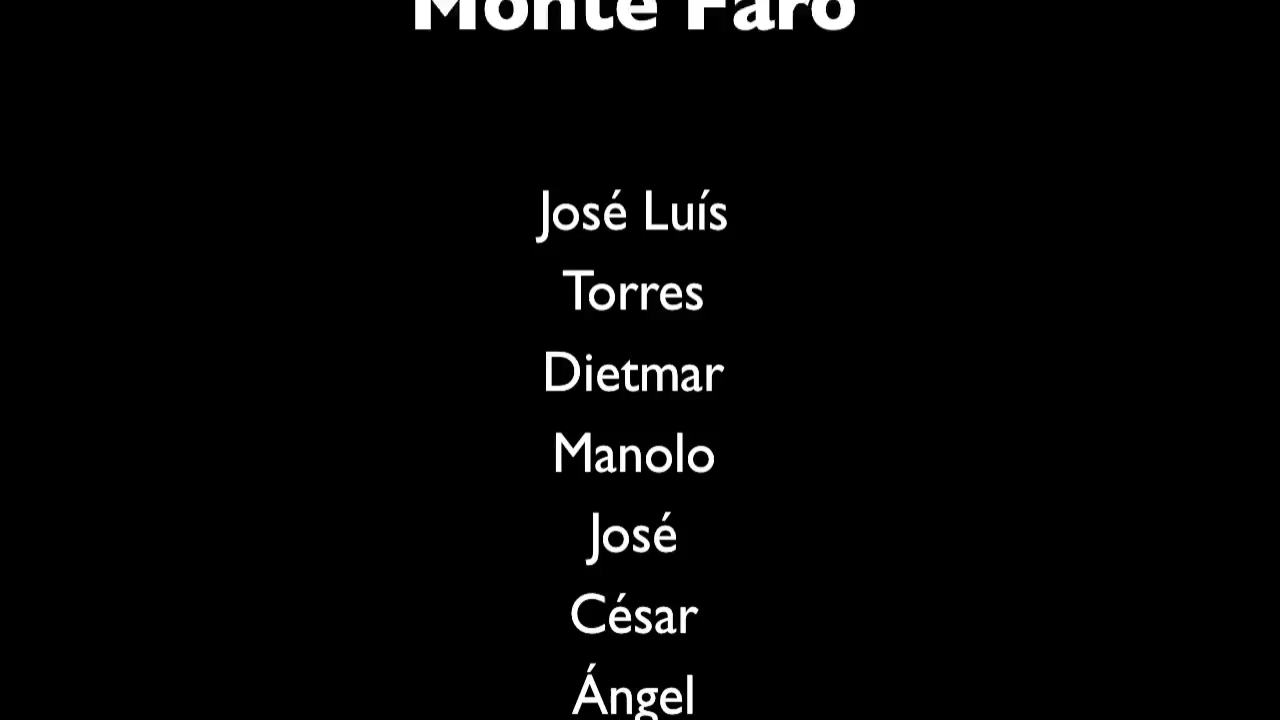 Monte Faro
José Luís
Torres
Dietmar
Manolo
José
César
Ángel